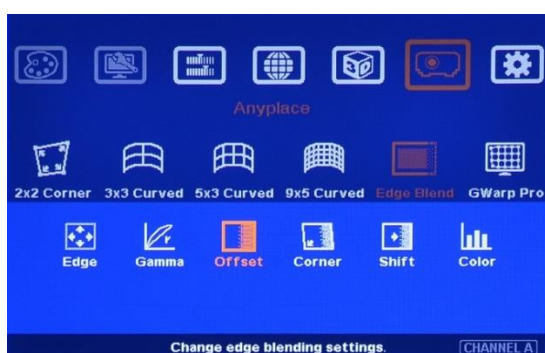 3D
Anyplace
2x2 Corner 3x3 Curved 5x3 Curved 9x5 Curved Edge Blend GWarp Pro
Edge Gamma Offset Corner Shift Color
Change edge blending settings. CHANNEL A